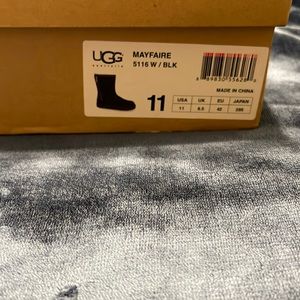 UGG
australia
MAYFAIRE
5116 W / BLK
MADE IN CHINA
11
USA UK EU JAPAN
11 9.5 42 280